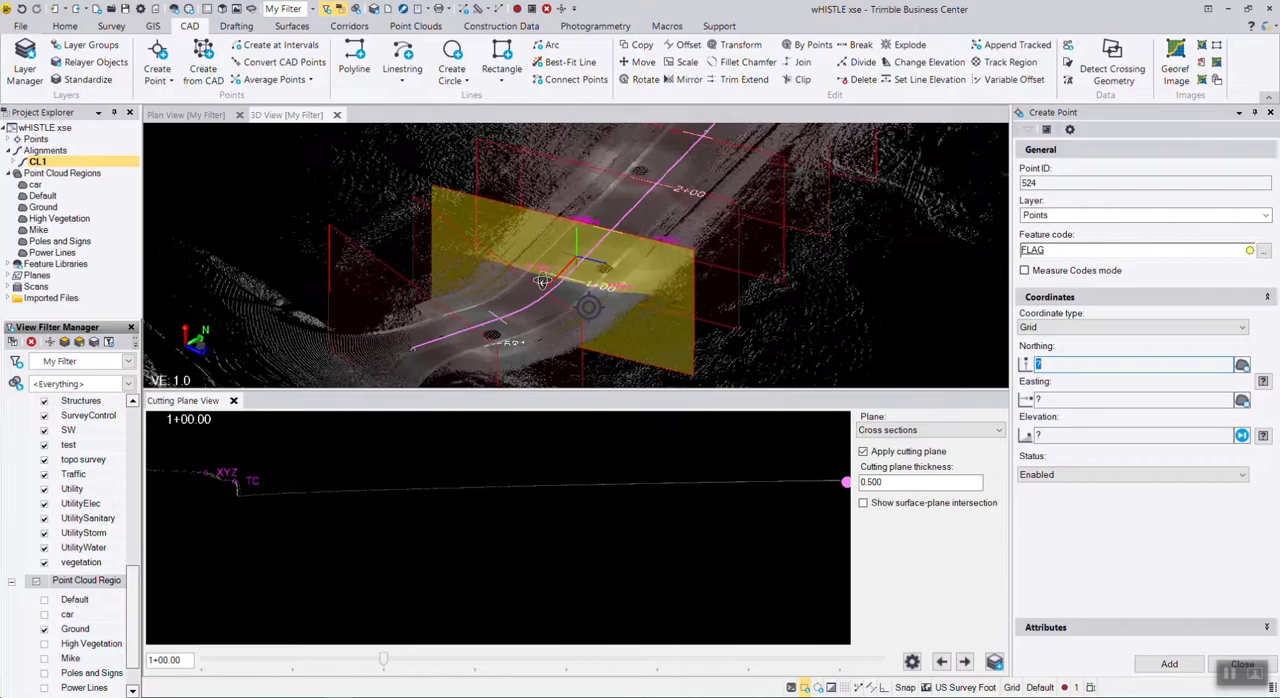 My Filter
wHISTLE xse - Trimble Business Center
File Home Survey GIS CAD Drafting Surfaces Corridors Point Clouds Construction Data Photogrammetry Macros Support
Layer Manager
Layer Groups
Relayer Objects
Standardize
Layers
Create Point
Create from CAD
Create at Intervals
Convert CAD Points
Average Points
Points
Polyline
Linestring
Create Circle
Rectangle
Arc
Best-Fit Line
Connect Points
Lines
Copy Offset Transform By Points Break Explode Append Tracked
Move Scale Fillet Chamfer Join Divide Change Elevation Track Region
Rotate Mirror Trim Extend Clip Delete Set Line Elevation Variable Offset
Edit
Detect Crossing Geometry
Data
Georef Image
Images
Project Explorer
wHISTLE xse
Points
Alignments
CL1
Point Cloud Regions
car
Default
Ground
High Vegetation
Mike
Poles and Signs
Power Lines
Feature Libraries
Planes
Scans
Imported Files
View Filter Manager
My Filter
<Everything>
Structures
SurveyControl
SW
test
topo survey
Traffic
Utility
UtilityElec
UtilitySanitary
UtilityStorm
UtilityWater
vegetation
Point Cloud Regio
Default
car
Ground
High Vegetation
Mike
Poles and Signs
Power Lines
Plan View [My Filter]
3D View [My Filter]
2+00
1+00
N
VE: 1.0
Cutting Plane View
1+00.00
XYZ
TC
Plane:
Cross sections
Apply cutting plane
Cutting plane thickness:
0.500
Show surface-plane intersection
1+00.00
Create Point
General
Point ID:
524
Layer:
Points
Feature code:
FLAG
...
Measure Codes mode
Coordinates
Coordinate type:
Grid
Northing:
?
Easting:
?
Elevation:
?
Status:
Enabled
Attributes
Add
Close
Snap US Survey Foot Grid Default 1